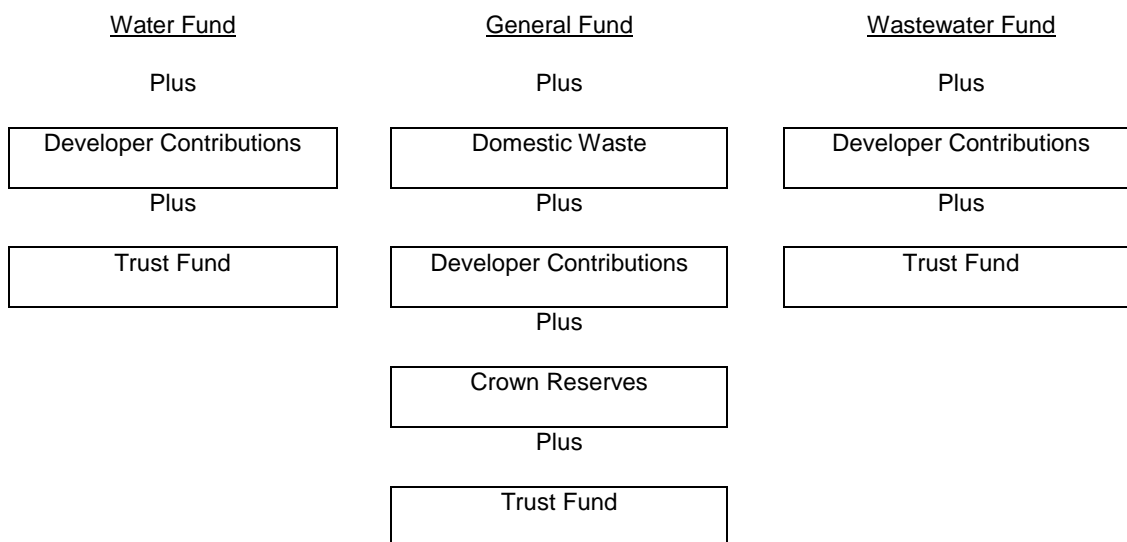 Water Fund
General Fund
Wastewater Fund
Plus
Plus
Plus
Developer Contributions
Domestic Waste
Developer Contributions
Plus
Plus
Plus
Trust Fund
Developer Contributions
Trust Fund
Plus
Crown Reserves
Plus
Trust Fund